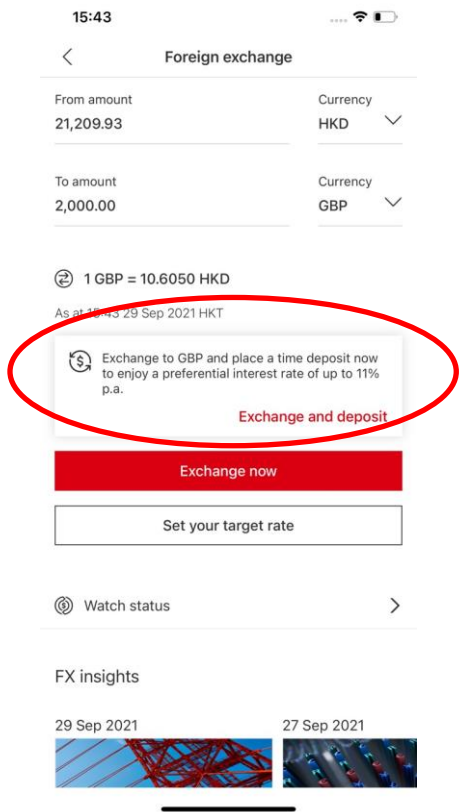 15:43
Foreign exchange
From amount
Currency
21,209.93
HKD
To amount
Currency
2,000.00
GBP
1 GBP = 10.6050 HKD
As at 15:43 29 Sep 2021 HKT
Exchange to GBP and place a time deposit now
to enjoy a preferential interest rate of up to 11%
p.a.
Exchange and deposit
Exchange now
Set your target rate
Watch status
FX insights
29 Sep 2021
27 Sep 2021